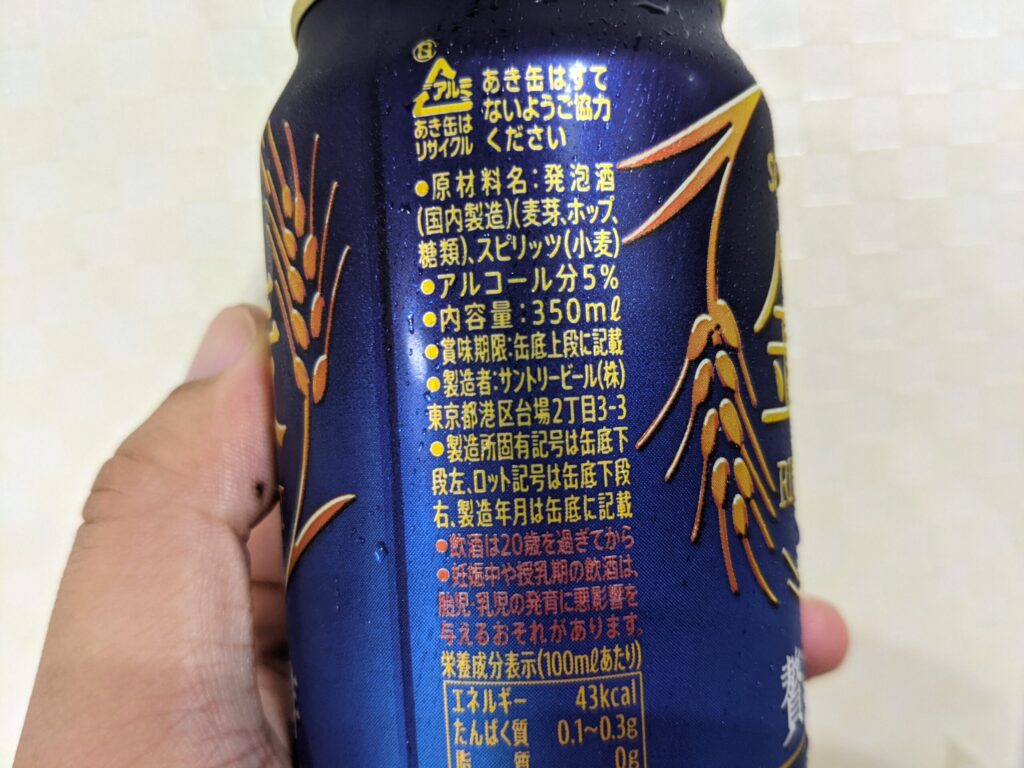 アルミ
あき缶は
リサイクル
あき缶はすて
ないようご協力
ください
●原材料名:発泡酒
(国内製造)(麦芽、ホップ、
糖類)、スピリッツ(小麦)
●アルコール分5%
●内容量:350mℓ
●賞味期限:缶底上段に記載
●製造者:サントリービール(株)
東京都港区台場2丁目3-3
●製造所固有記号は缶底下
段左、ロット記号は缶底下段
右、製造年月は缶底に記載
●飲酒は20歳を過ぎてから
●妊娠中や授乳期の飲酒は、
胎児・乳児の発育に悪影響を
与えるおそれがあります。
栄養成分表示(100mℓあたり)
エネルギー 43kcal
たんぱく質 0.1~0.3g
脂質 0g
金
贅